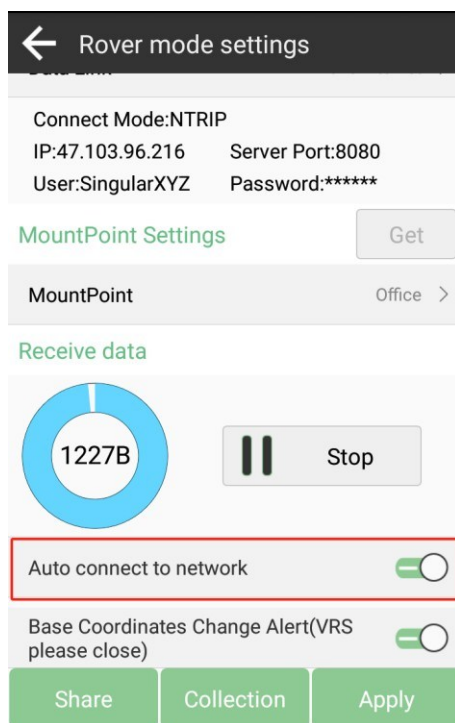 Rover mode settings
Data Link
Connect Mode:NTRIP
IP:47.103.96.216 Server Port:8080
User:SingularXYZ Password:******
MountPoint Settings Get
MountPoint Office >
Receive data
1227B Stop
Auto connect to network
Base Coordinates Change Alert(VRS
please close)
Share Collection Apply